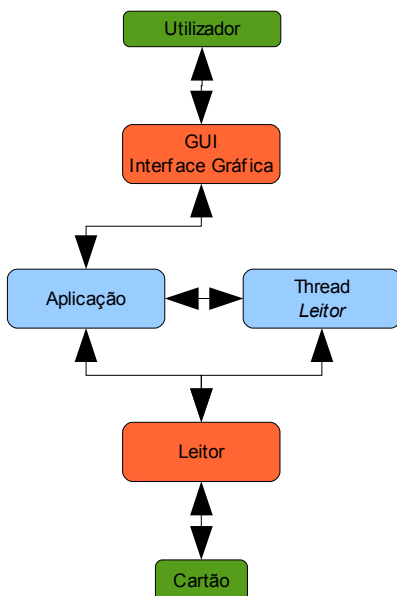 Utilizador
GUI
Interface Gráfica
Aplicação
Thread
Leitor
Leitor
Cartão